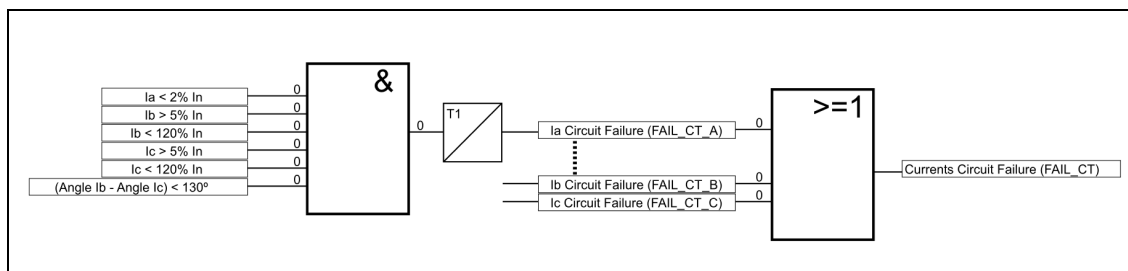 &
>=1
0
Ia < 2% In
0
Ib > 5% In
0
Ib < 120% In
0
Ic > 5% In
0
Ic < 120% In
0
(Angle Ib - Angle Ic) < 130º
0
T1
Ia Circuit Failure (FAIL_CT_A)
0
Ib Circuit Failure (FAIL_CT_B)
0
Ic Circuit Failure (FAIL_CT_C)
0
Currents Circuit Failure (FAIL_CT)